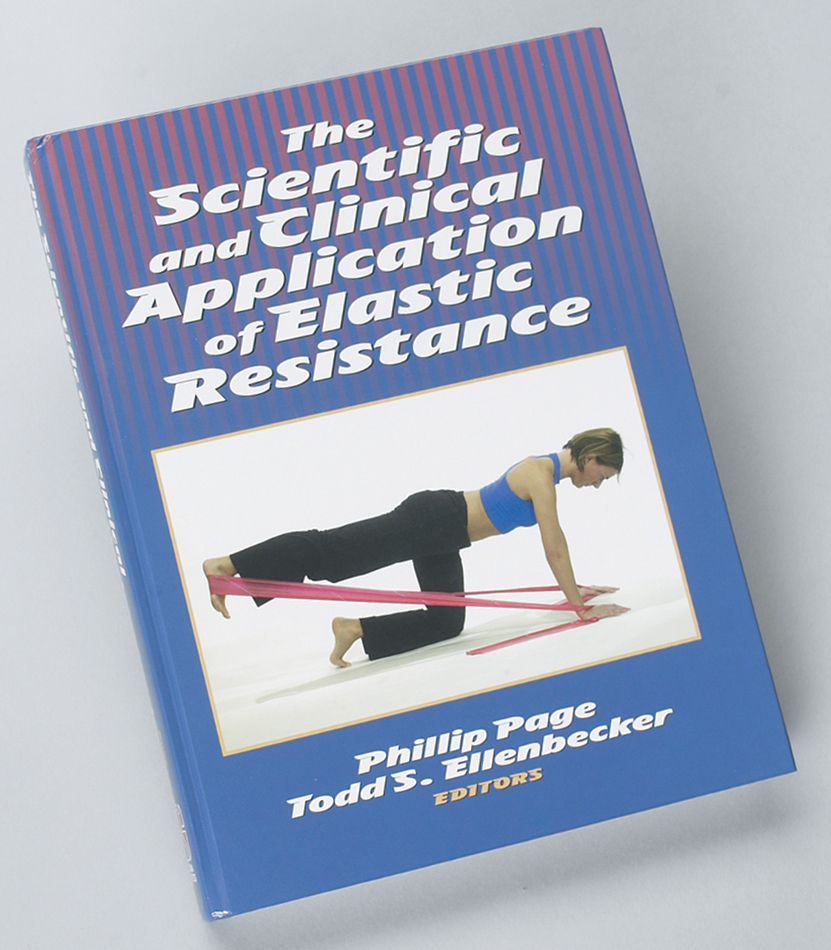 The
Scientific
and Clinical
Application
of Elastic
Resistance
Phillip Page
Todd S. Ellenbecker
EDITORS